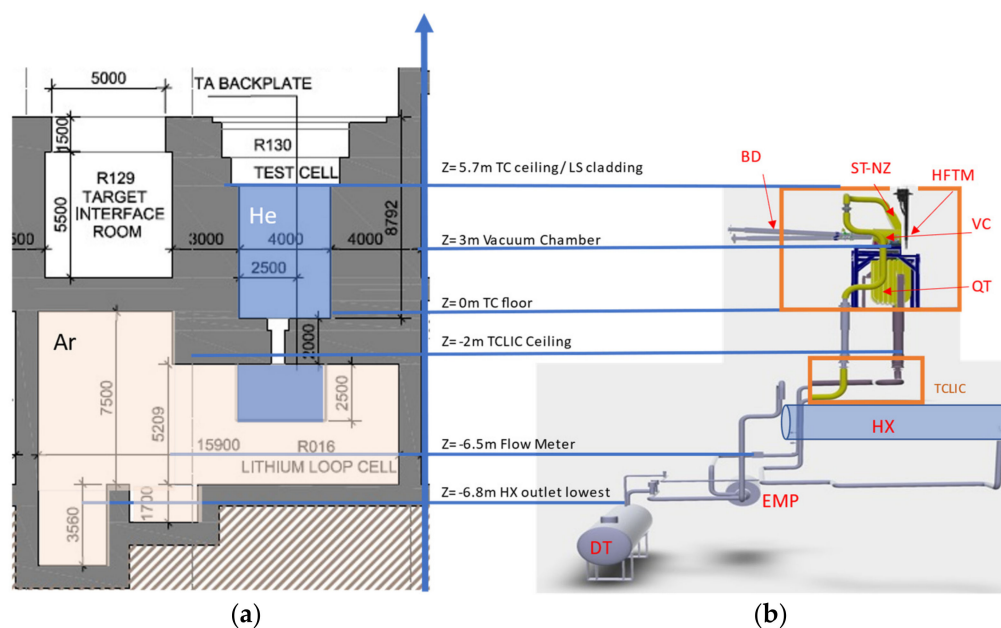 5000
TA BACKPLATE
1500
R130
TEST CELL
R129
TARGET
INTERFACE
ROOM
5500
He
8792
500
3000
4000
4000
2500
Ar
2000
7500
5209
2500
15900
R016
LITHIUM LOOP CELL
1700
3560
Z= 5.7m TC ceiling/ LS cladding
Z= 3m Vacuum Chamber
Z= 0m TC floor
Z= -2m TCLIC Ceiling
Z= -6.5m Flow Meter
Z= -6.8m HX outlet lowest
BD
ST-NZ
HFTM
VC
QT
TCLIC
HX
EMP
DT
(a)
(b)